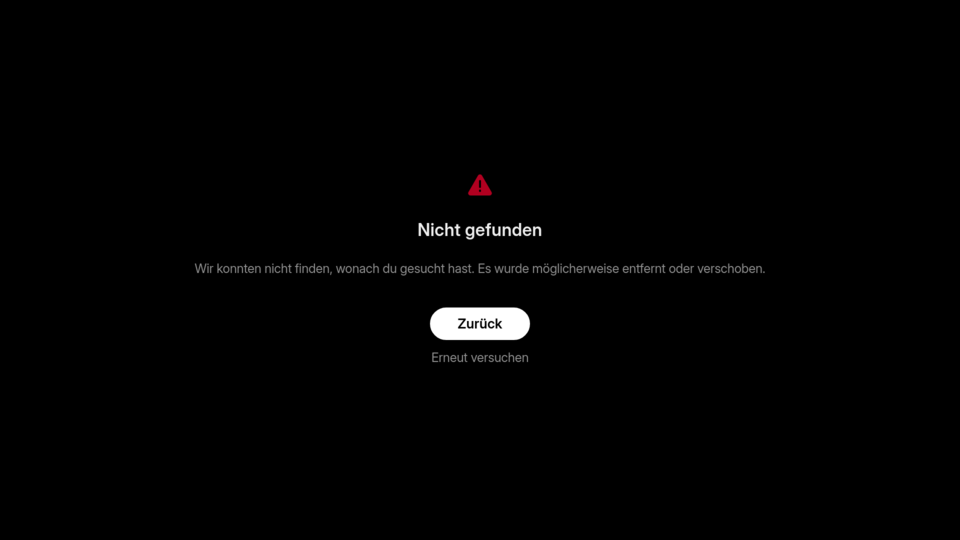 Nicht gefunden
Wir konnten nicht finden, wonach du gesucht hast. Es wurde möglicherweise entfernt oder verschoben.
Zurück
Erneut versuchen